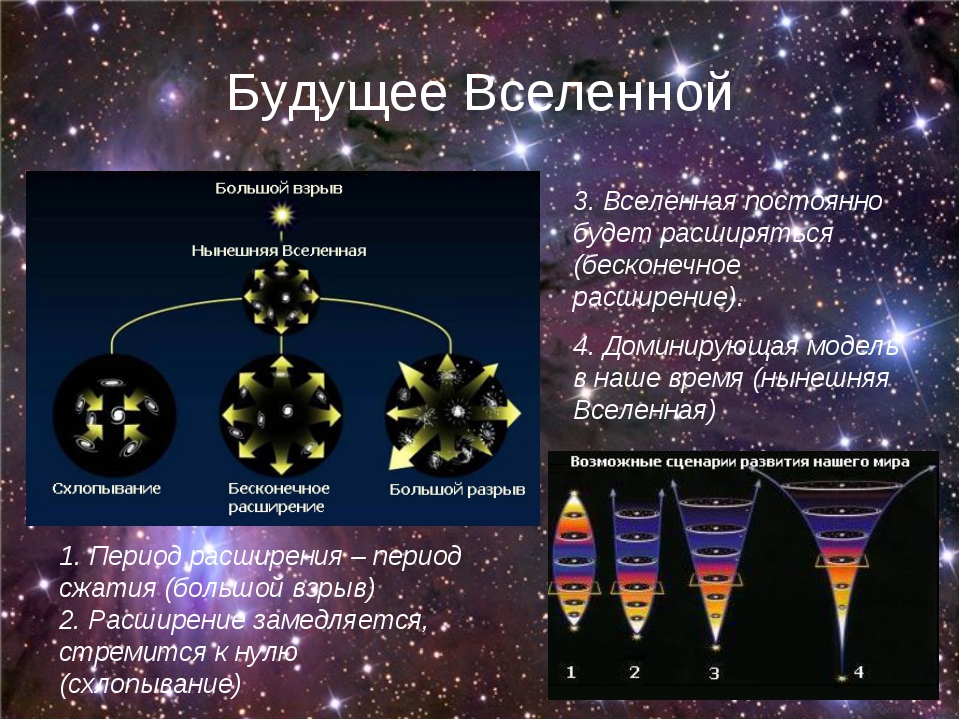 Будущее Вселенной
Большой взрыв
Нынешняя Вселенная
Схлопывание
Бесконечное
расширение
Большой разрыв
3. Вселенная постоянно
будет расширяться
(бесконечное
расширение).
4. Доминирующая модель
в наше время (нынешняя
Вселенная)
1. Период расширения – период
сжатия (большой взрыв)
2. Расширение замедляется,
стремится к нулю
(схлопывание)
Возможные сценарии развития нашего мира
1 2 3 4